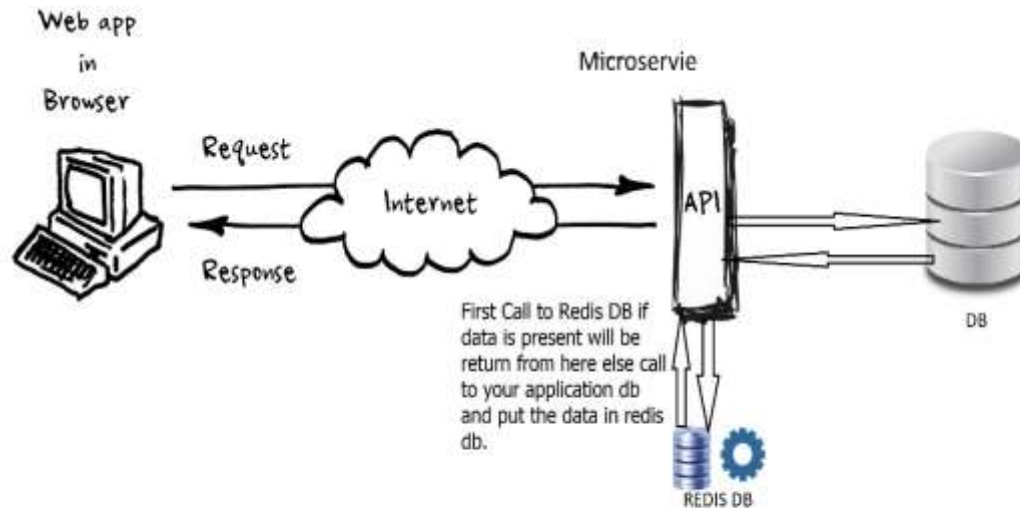 Web app
in
Browser
Microservie
Request
Internet
API
Response
First Call to Redis DB if
data is present will be
return from here else call
to your application db
and put the data in redis
db.
DB
REDIS DB